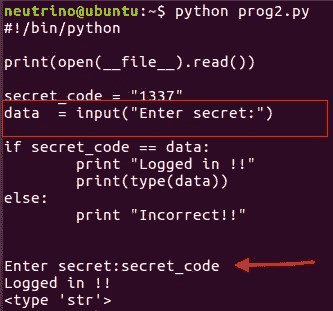 neutrino@ubuntu:~$ python prog2.py
#!/bin/python
print(open(__file__).read())
secret_code = "1337"
data  = input("Enter secret:")
if secret_code == data:
        print "Logged in !!"
        print(type(data))
else:
        print "Incorrect!!"
Enter secret:secret_code
Logged in !!
<type 'str'>